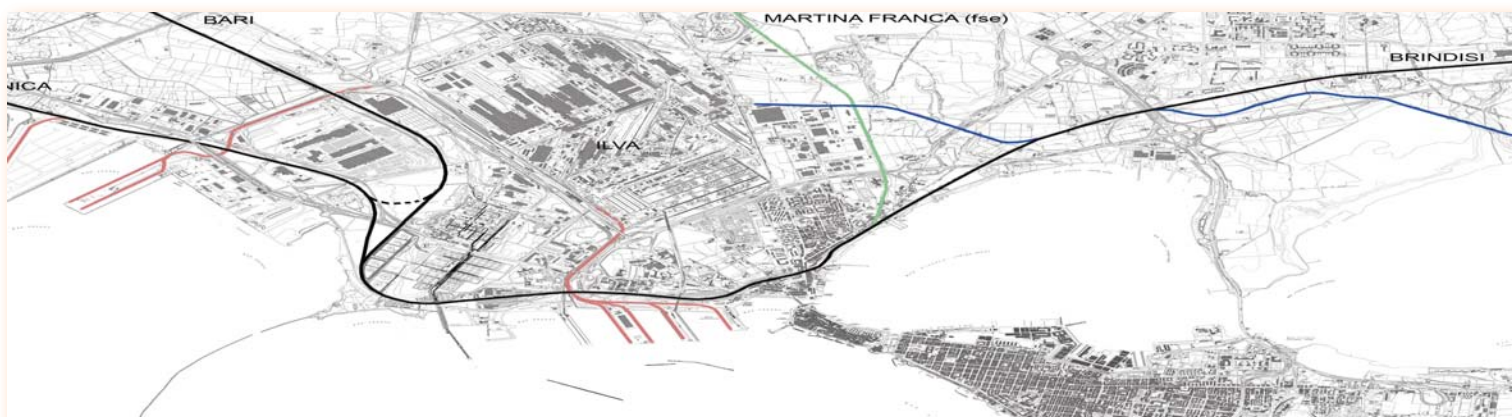 BARI
MARTINA FRANCA (fse)
BRINDISI
NICA
ILVA